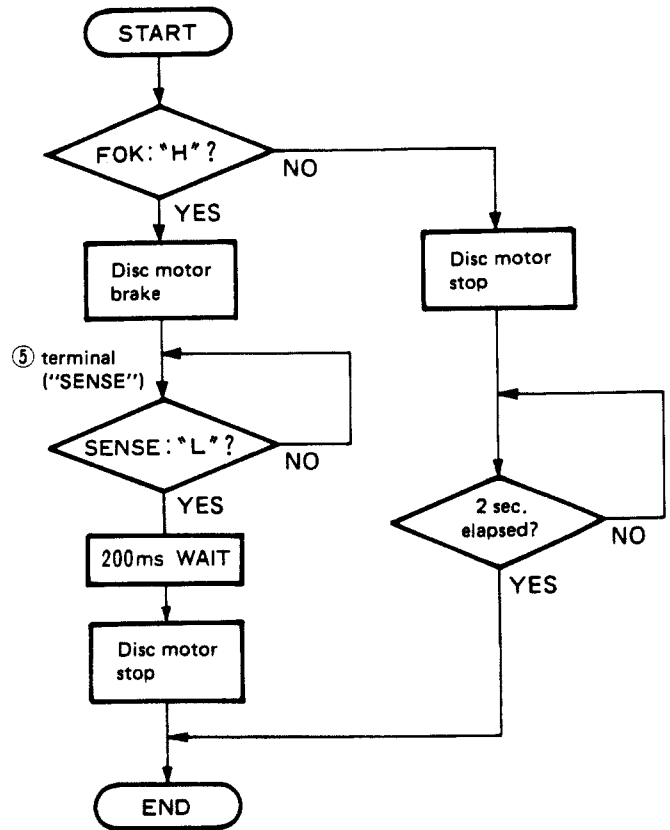 START
FOK: "H" ?
NO
YES
Disc motor
brake
Disc motor
stop
⑤ terminal
("SENSE")
SENSE: "L" ?
NO
YES
2 sec.
elapsed?
NO
YES
200ms WAIT
Disc motor
stop
END